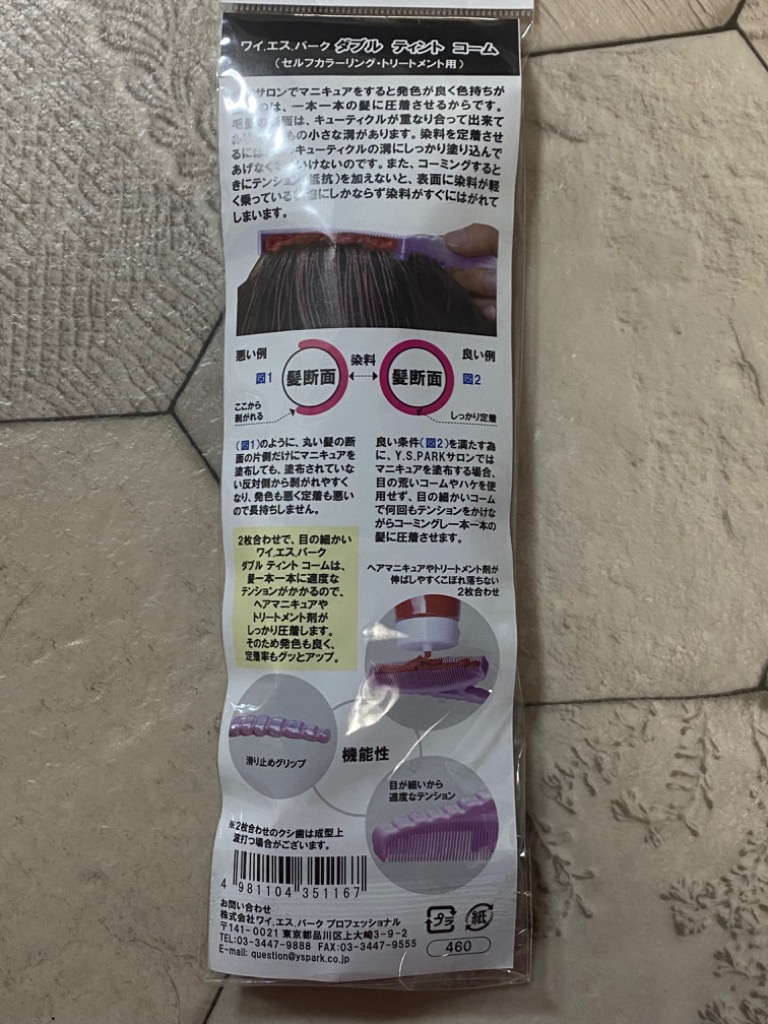 ワイ.エス.パーク ダブル ティント コーム
(セルフカラーリング・トリートメント用)
サロンでマニキュアをすると発色が良く色持ちが
のは、一本一本の髪に圧着させるからです。
毛髪の 面は、キューティクルが重なり合って出来て
もの小さな溝があります。染料を定着させ
るには キューティクルの溝にしっかり塗り込んで
あげなく いけないのです。また、コーミングすると
きにテンション 抵抗)を加えないと、表面に染料が軽
く乗っている 態にしかならず染料がすぐにはがれて
しまいます。
悪い例
染料
良い例
図1
髪断面
髪断面
図2
ここから
剥がれる
しっかり定着
(図1)のように、丸い髪の断
面の片側だけにマニキュアを
塗布しても、塗布されていな
い反対側から剥がれやすく
なり、発色も悪く定着も悪い
ので長持ちしません。
良い条件(図2)を満たす為
に、Y.S.PARKサロンでは
マニキュアを塗布する場合、
目の荒いコームやハケを使
用せず、目の細かいコーム
で何回もテンションをかけな
がらコーミングし一本一本の
髪に圧着させます。
2枚合わせで、目の細かい
ワイ.エス.パーク
ダブル ティント コームは、
髪一本一本に適度な
テンションがかかるので、
ヘアマニキュアや
トリートメント剤が
しっかり圧着します。
そのため発色も良く、
定着率もグッとアップ。
ヘアマニキュアやトリートメント剤が
伸ばしやすくこぼれ落ちない
2枚合わせ
滑り止めグリップ
機能性
目が細いから
適度なテンション
※2枚合わせのクシ歯は成型上
波打つ場合がございます。
4 981104 351167
お問い合わせ
株式会社ワイ.エス.パーク プロフェッショナル
〒141-0021 東京都品川区上大崎3-9-2
TEL:03-3447-9888 FAX:03-3447-9555
E-mail: question@yspark.co.jp
プラ
紙
460